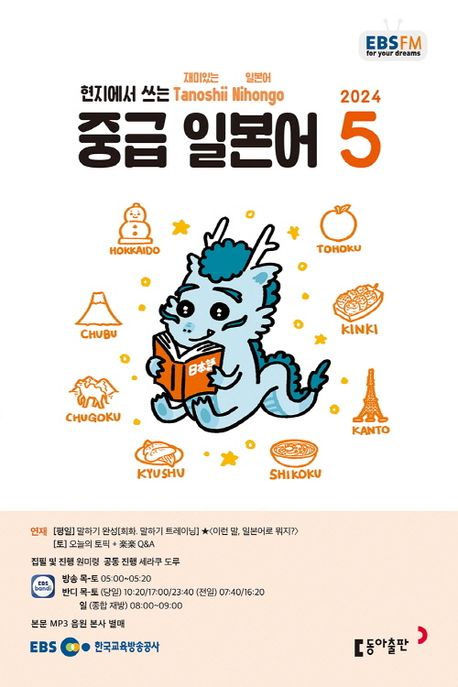 EBS FM
for your dreams
재미있는 일본어
현지에서 쓰는 Tanoshii Nihongo
2024
중급 일본어 5
HOKKAIDO
TOHOKU
CHUBU
KINKI
日本語
CHUGOKU
KANTO
KYUSHU
SHIKOKU
연재 [평일] 말하기 완성[회화. 말하기 트레이닝] ★<이런 말, 일본어로 뭐지?>
[토] 오늘의 토픽 + 楽楽 Q&A
집필 및 진행 원미령 공동 진행 세라쿠 도루
EBS
bandi
방송 목-토 05:00~05:20
반디 목-토 (당일) 10:20/17:00/23:40 (전일) 07:40/16:20
일 (종합 재방) 08:00~09:00
본문 MP3 음원 본사 별매
EBS 한국교육방송공사
동아출판